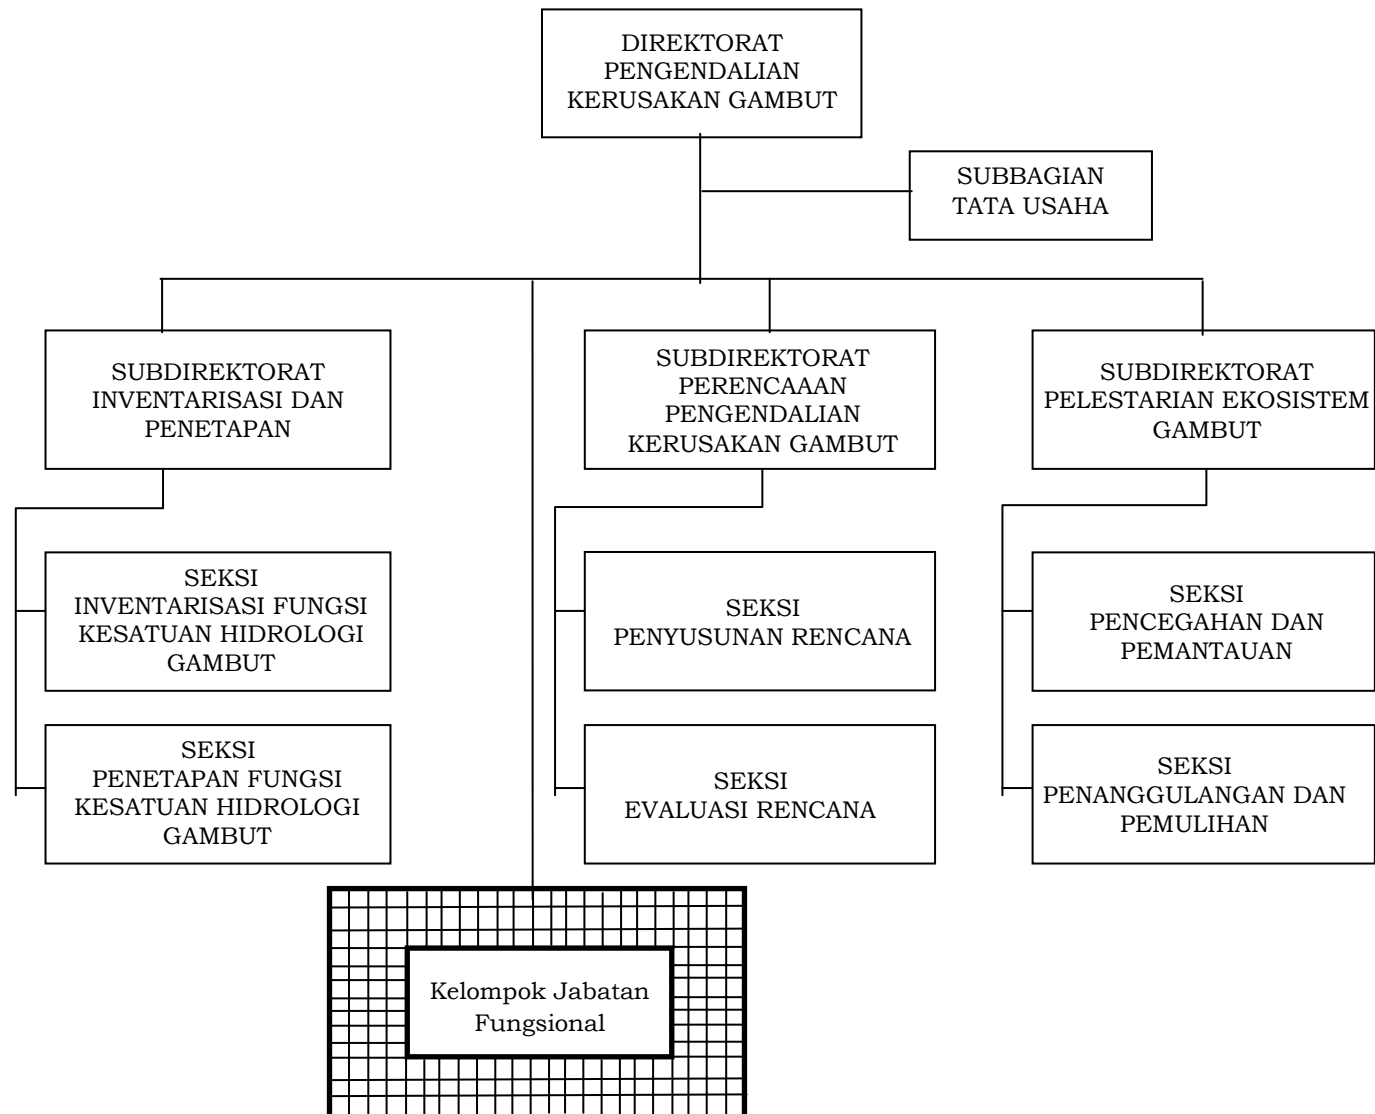 DIREKTORAT
PENGENDALIAN
KERUSAKAN GAMBUT
SUBBAGIAN
TATA USAHA
SUBDIREKTORAT
INVENTARISASI DAN
PENETAPAN
SUBDIREKTORAT
PERENCAAAN
PENGENDALIAN
KERUSAKAN GAMBUT
SUBDIREKTORAT
PELESTARIAN EKOSISTEM
GAMBUT
SEKSI
INVENTARISASI FUNGSI
KESATUAN HIDROLOGI
GAMBUT
SEKSI
PENYUSUNAN RENCANA
SEKSI
PENCEGAHAN DAN
PEMANTAUAN
SEKSI
PENETAPAN FUNGSI
KESATUAN HIDROLOGI
GAMBUT
SEKSI
EVALUASI RENCANA
SEKSI
PENANGGULANGAN DAN
PEMULIHAN
Kelompok Jabatan
Fungsional